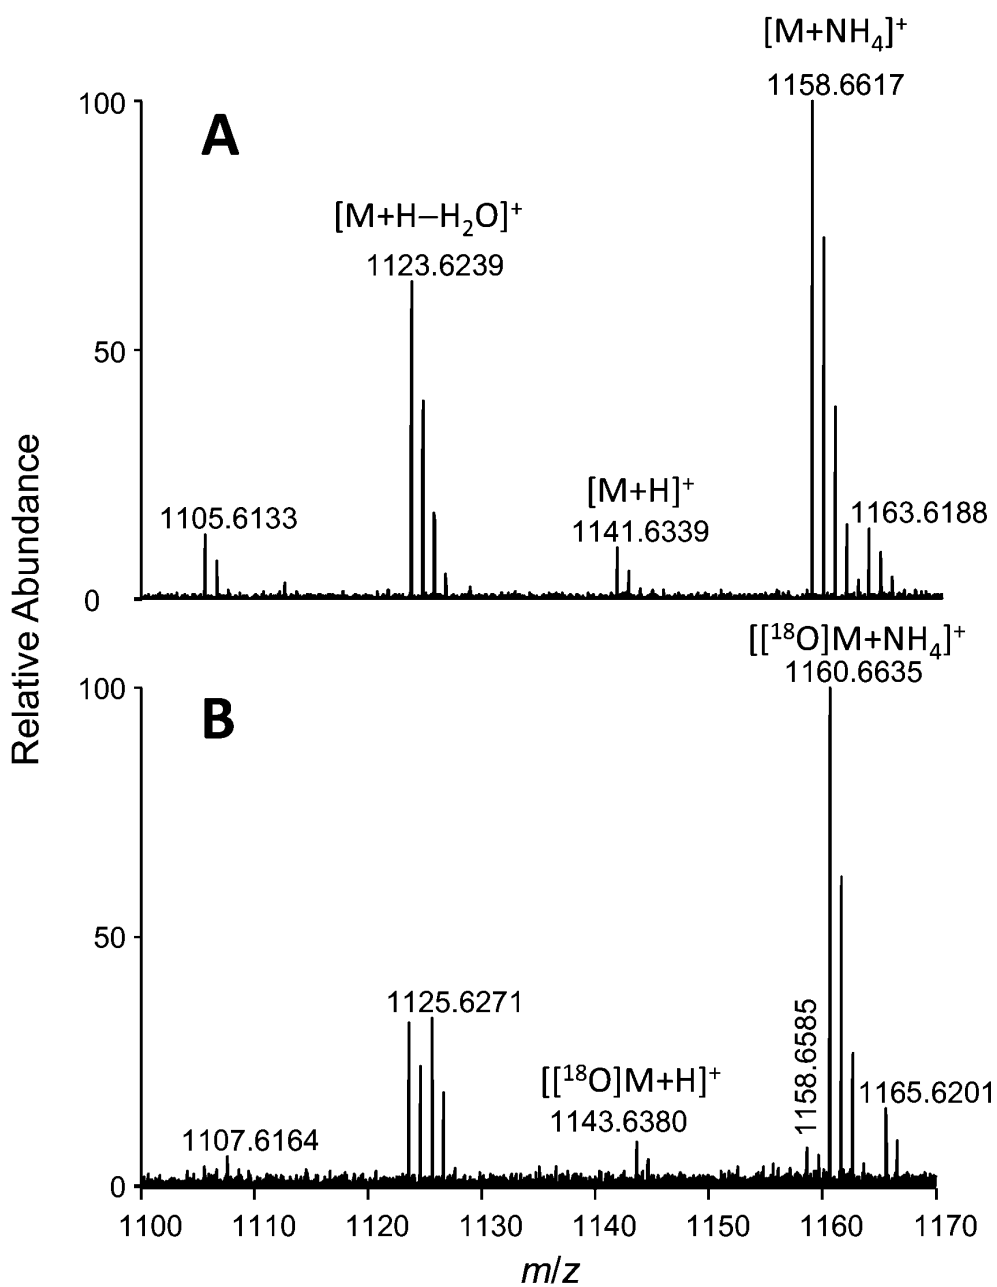 [M+NH₄]⁺
1158.6617
100
A
[M+H–H₂O]⁺
1123.6239
50
[M+H]⁺
1141.6339
1163.6188
1105.6133
0
Relative Abundance
[[¹⁸O]M+NH₄]⁺
1160.6635
100
B
50
1125.6271
1158.6585
[[¹⁸O]M+H]⁺
1143.6380
1165.6201
1107.6164
0
1100 1110 1120 1130 1140 1150 1160 1170
m/z